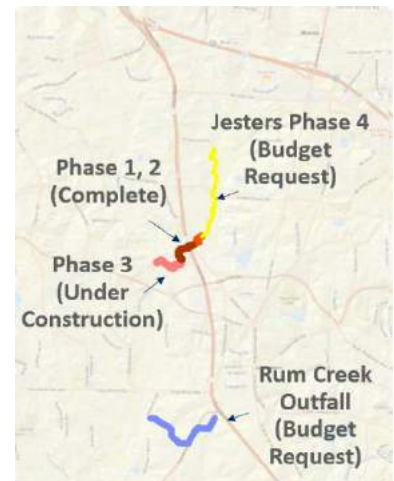 Jesters Phase 4
(Budget
Request)
Phase 1, 2
(Complete)
Phase 3
(Under
Construction)
Rum Creek
Outfall
(Budget
Request)